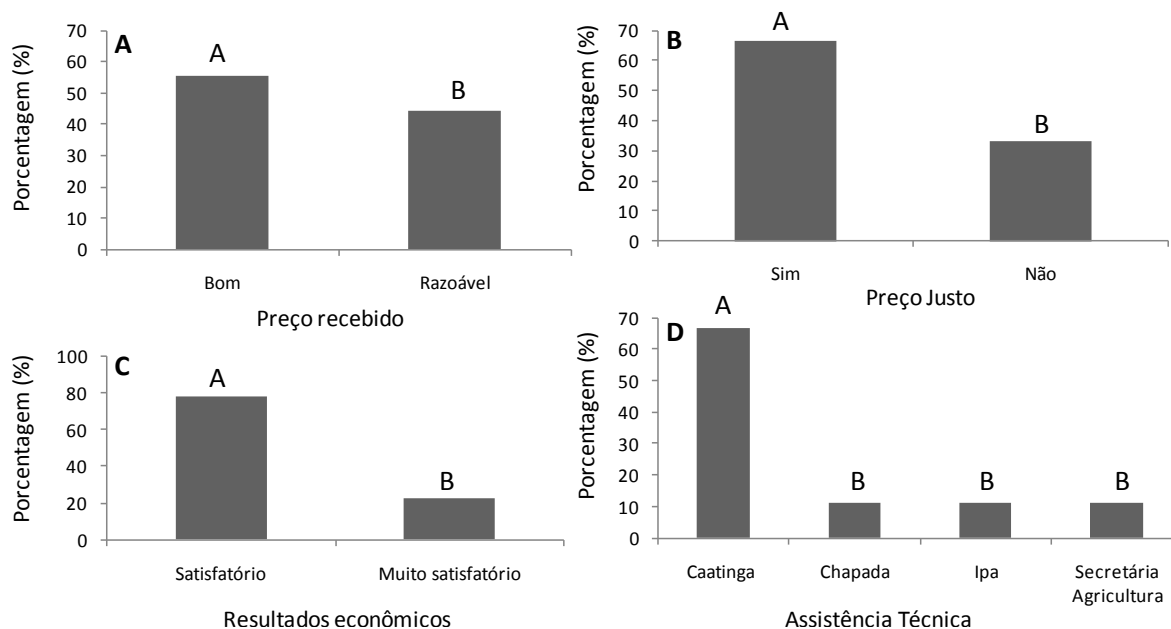 A
Porcentagem (%)
70
60
50
40
30
20
10
0
A
B
Bom
Razoável
Preço recebido
B
Porcentagem (%)
70
60
50
40
30
20
10
0
A
B
Sim
Não
Preço Justo
C
Porcentagem (%)
100
80
60
40
20
0
A
B
Satisfatório
Muito satisfatório
Resultados econômicos
D
Porcentagem (%)
70
60
50
40
30
20
10
0
A
B
B
B
Caatinga
Chapada
Ipa
Secretária
Agricultura
Assistência Técnica